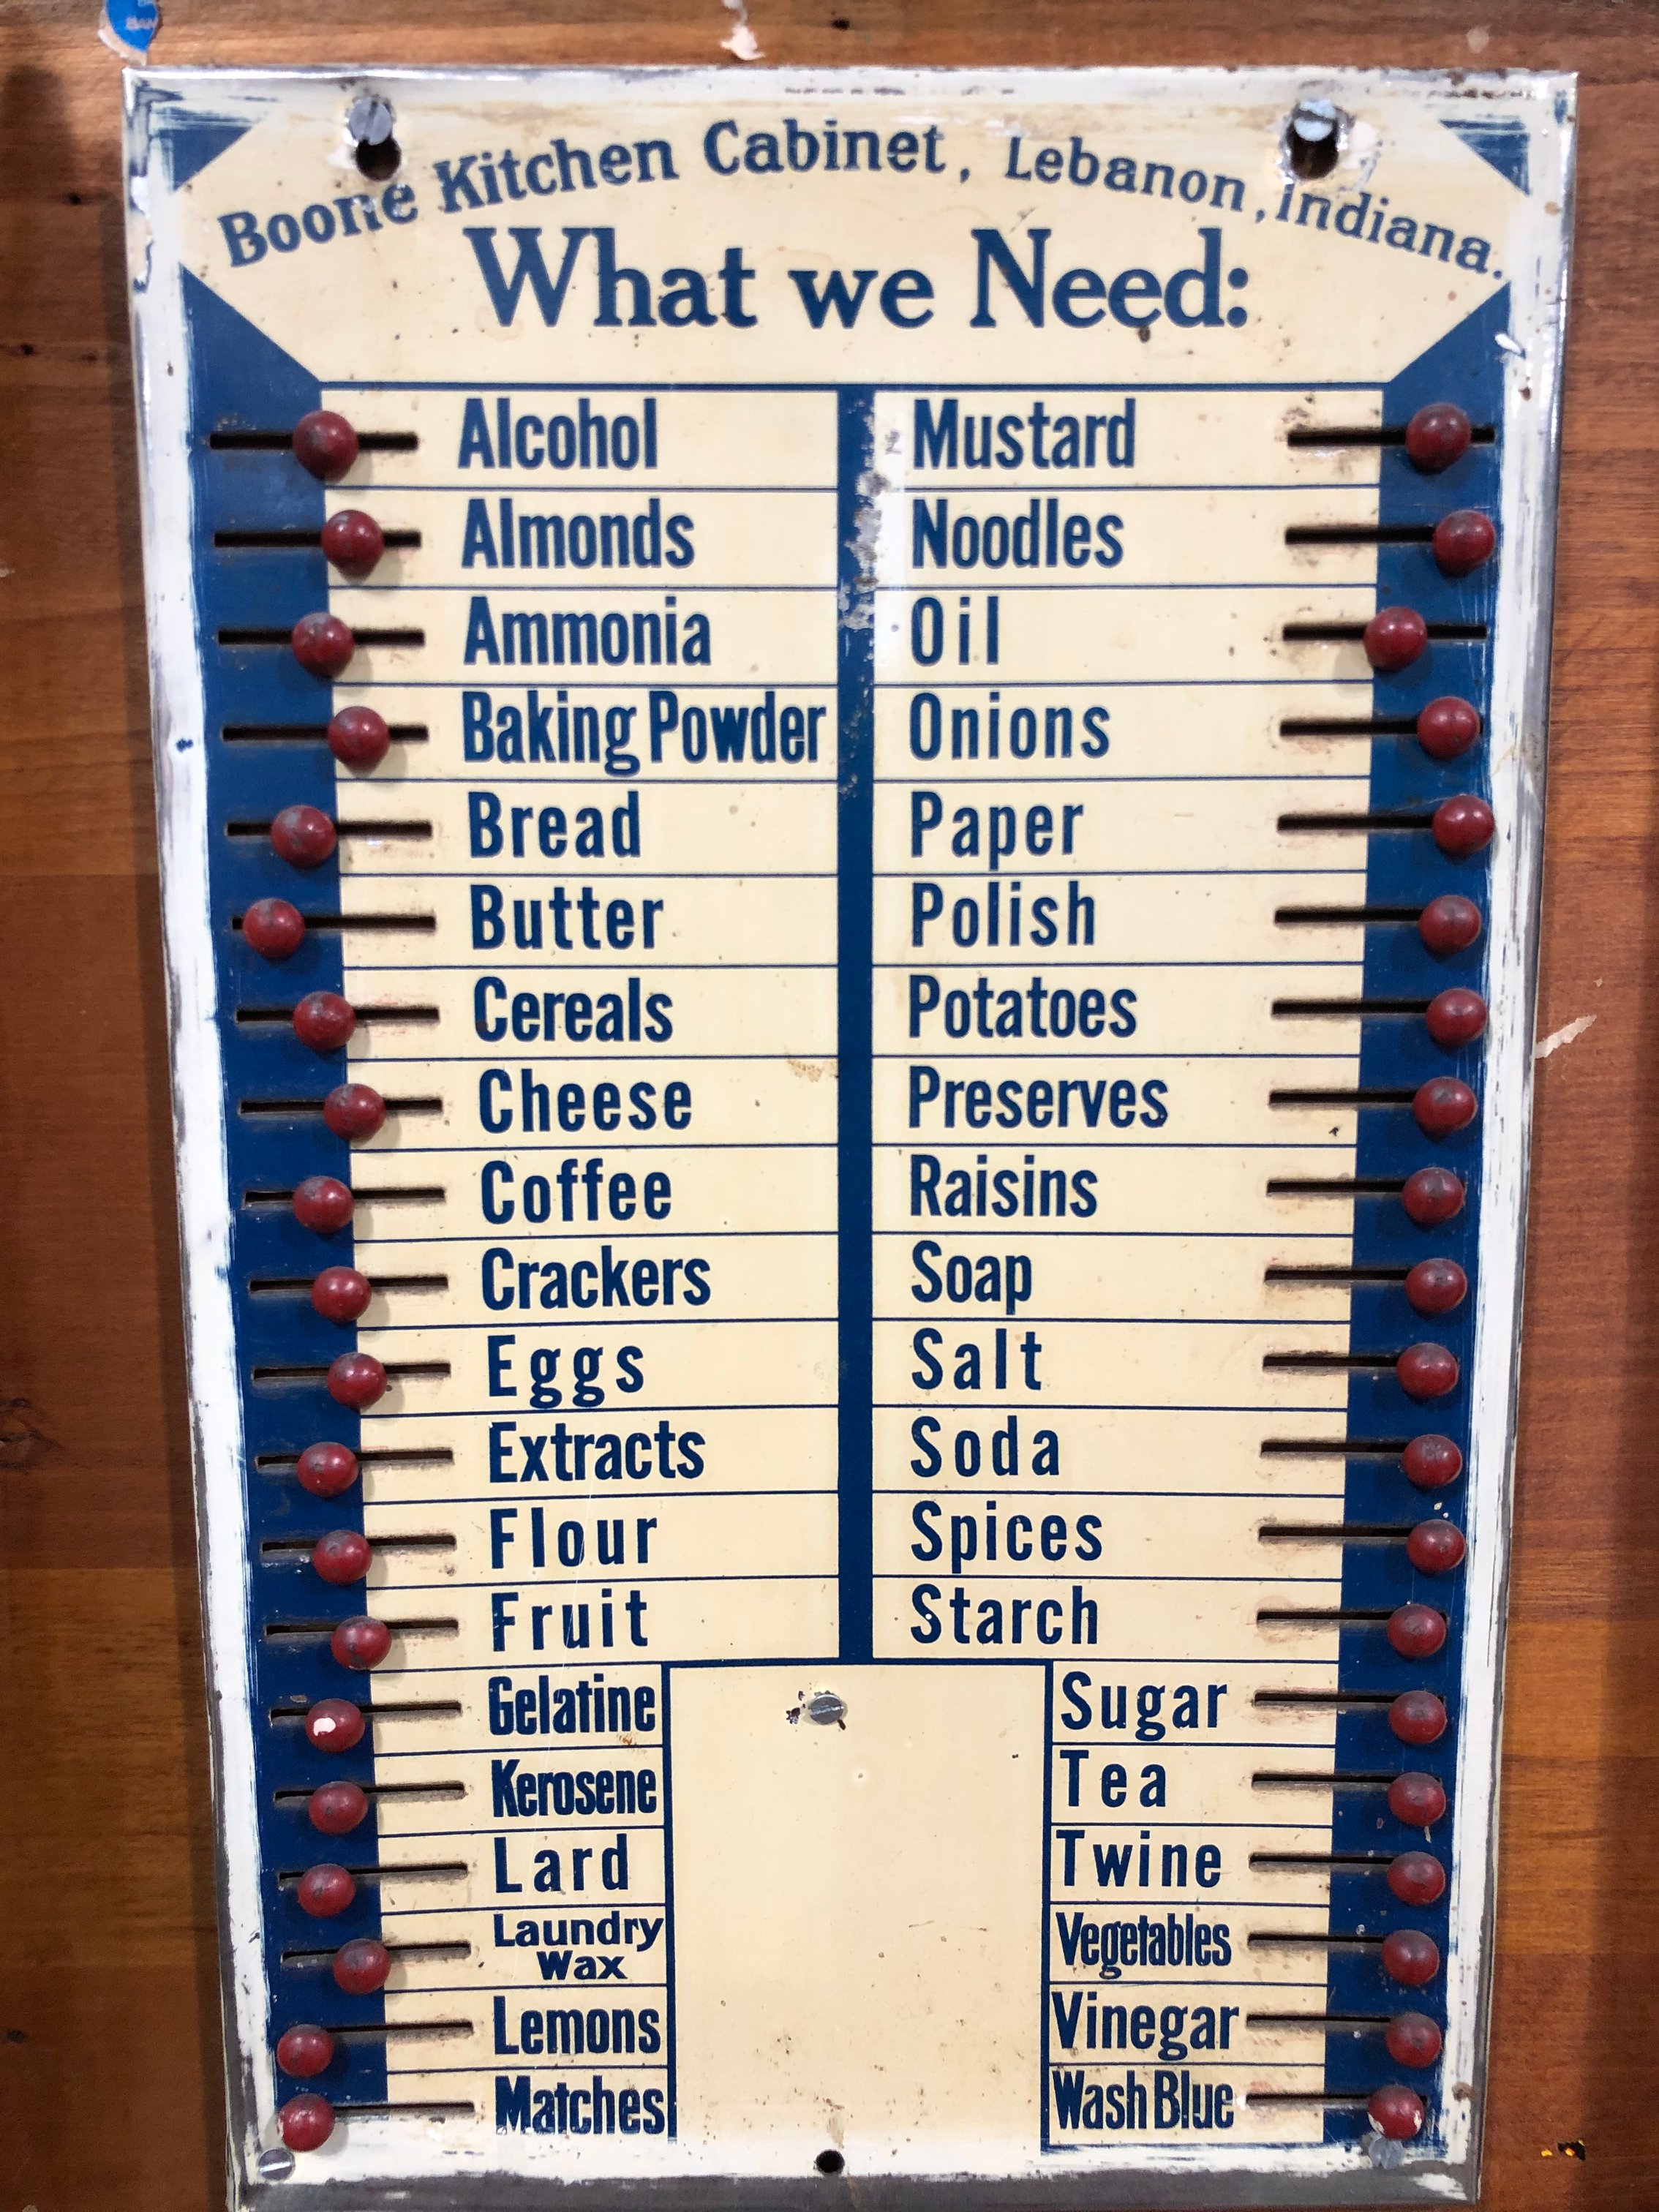 Boone Kitchen Cabinet, Lebanon, Indiana.
What we Need:
Alcohol
Almonds
Ammonia
Baking Powder
Bread
Butter
Cereals
Cheese
Coffee
Crackers
Eggs
Extracts
Flour
Fruit
Gelatine
Kerosene
Lard
Laundry
Wax
Lemons
Matches
Mustard
Noodles
Oil
Onions
Paper
Polish
Potatoes
Preserves
Raisins
Soap
Salt
Soda
Spices
Starch
Sugar
Tea
Twine
Vegetables
Vinegar
Wash Blue